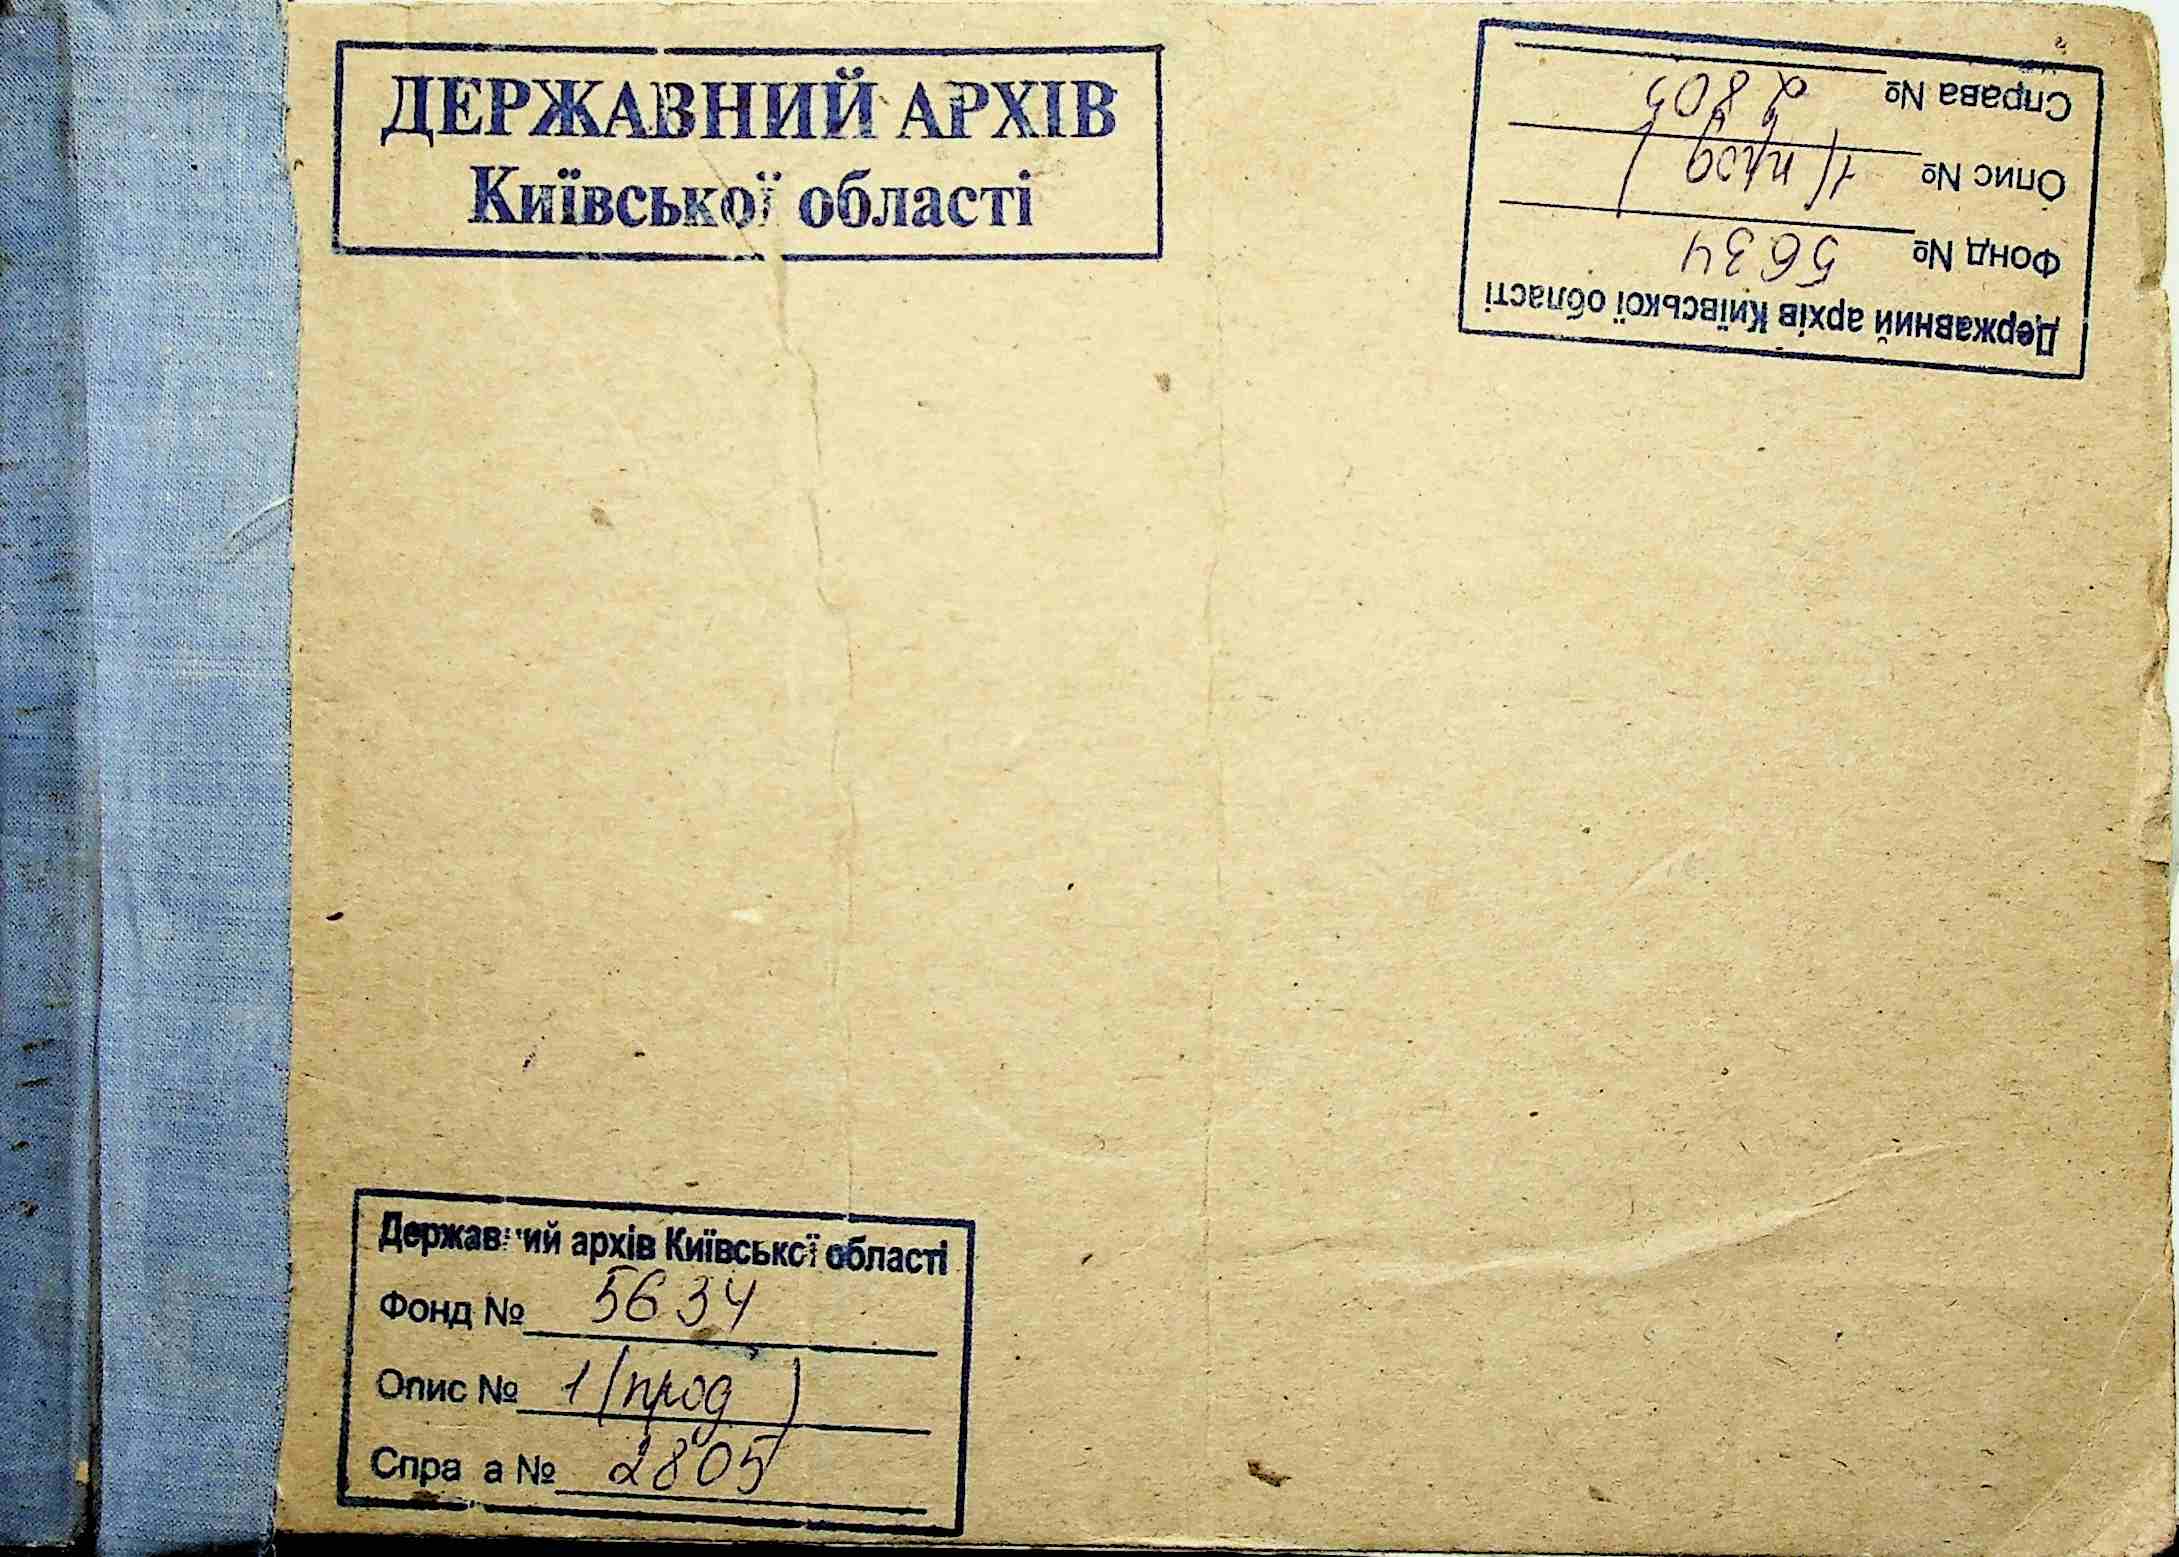 ДЕРЖАВНИЙ АРХІВ
Київської області
Державний архів Київської області
Фонд № 5634
Опис № 1 (прод)
Справа № 2805
Державний архів Київської області
Фонд № 5634
Опис № 1 (прод)
Спра а № 2805